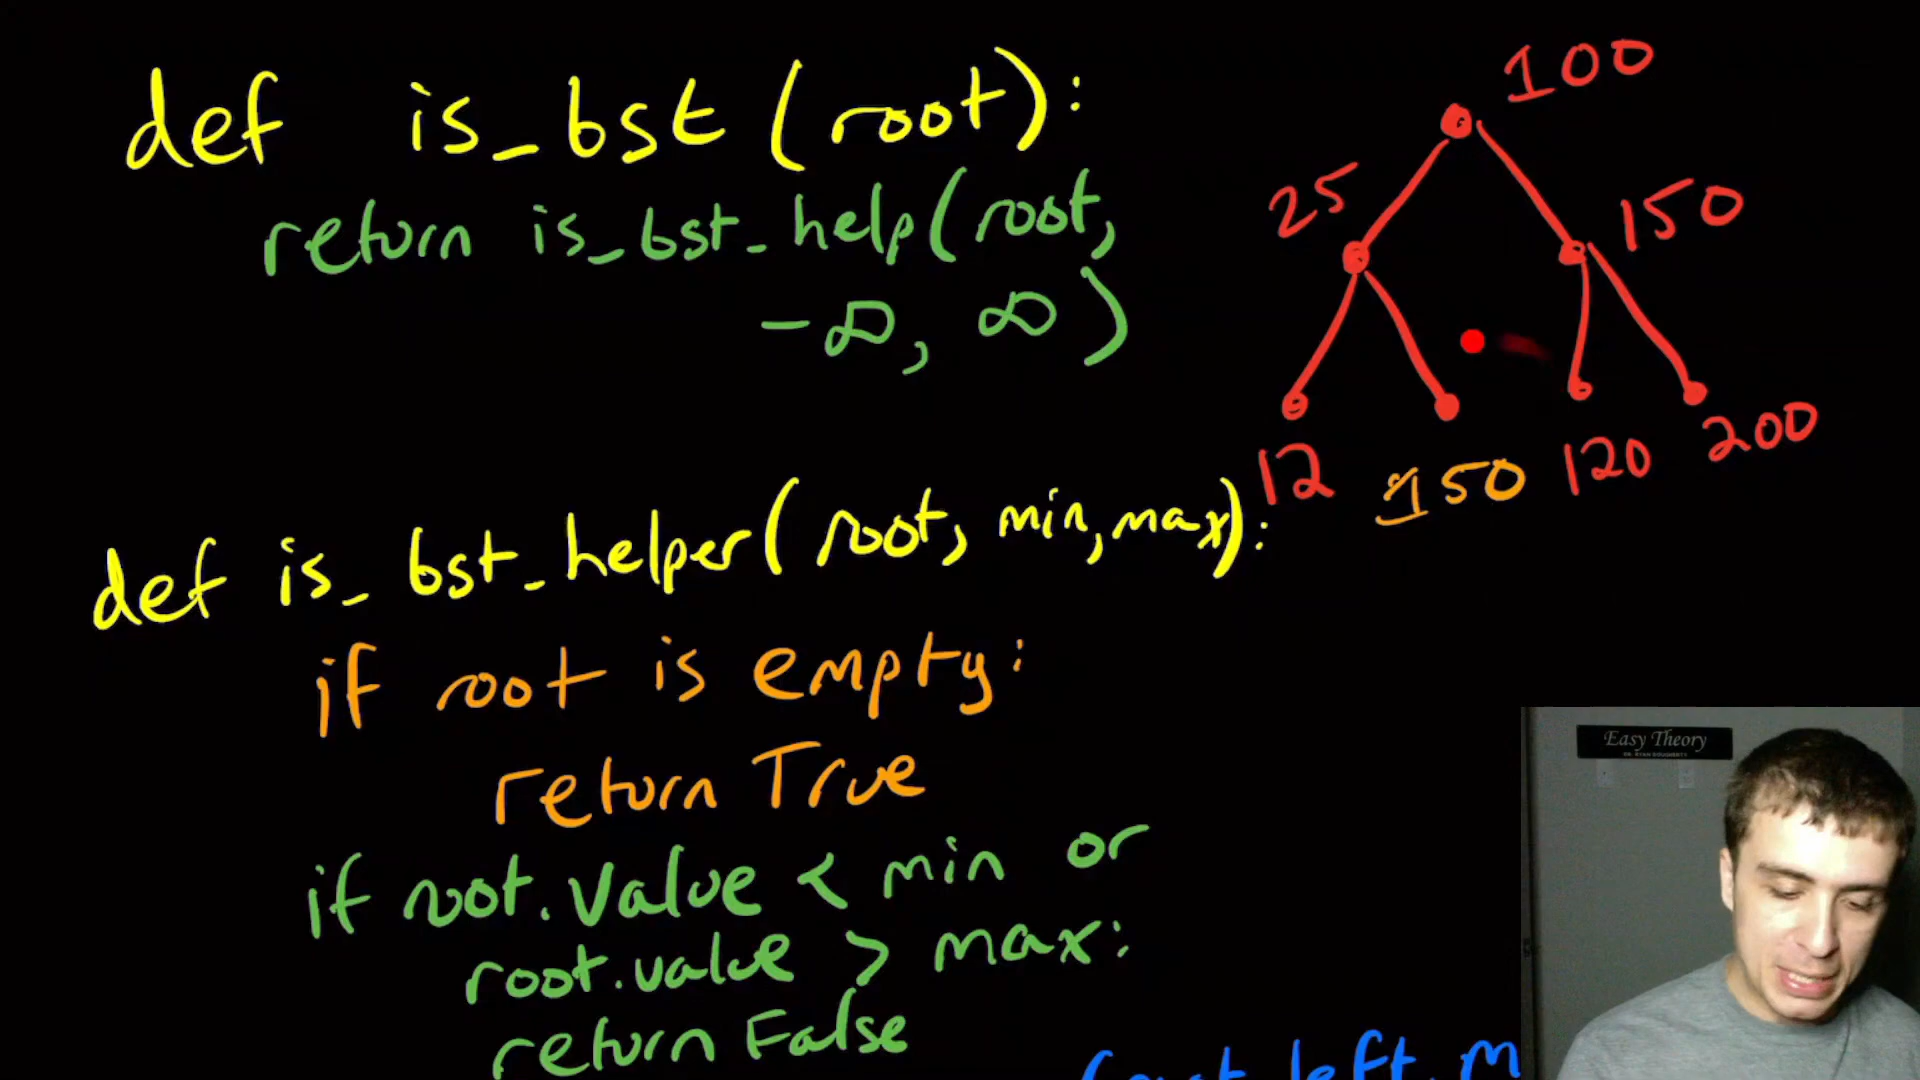 def is_bst (root):
return is_bst_help(root,
-∞, ∞)
100
25
150
12
150
120
200
def is_bst_helper(root, min, max):
if root is empty:
return True
if root.value < min or
root.value > max:
return False
Easy Theory